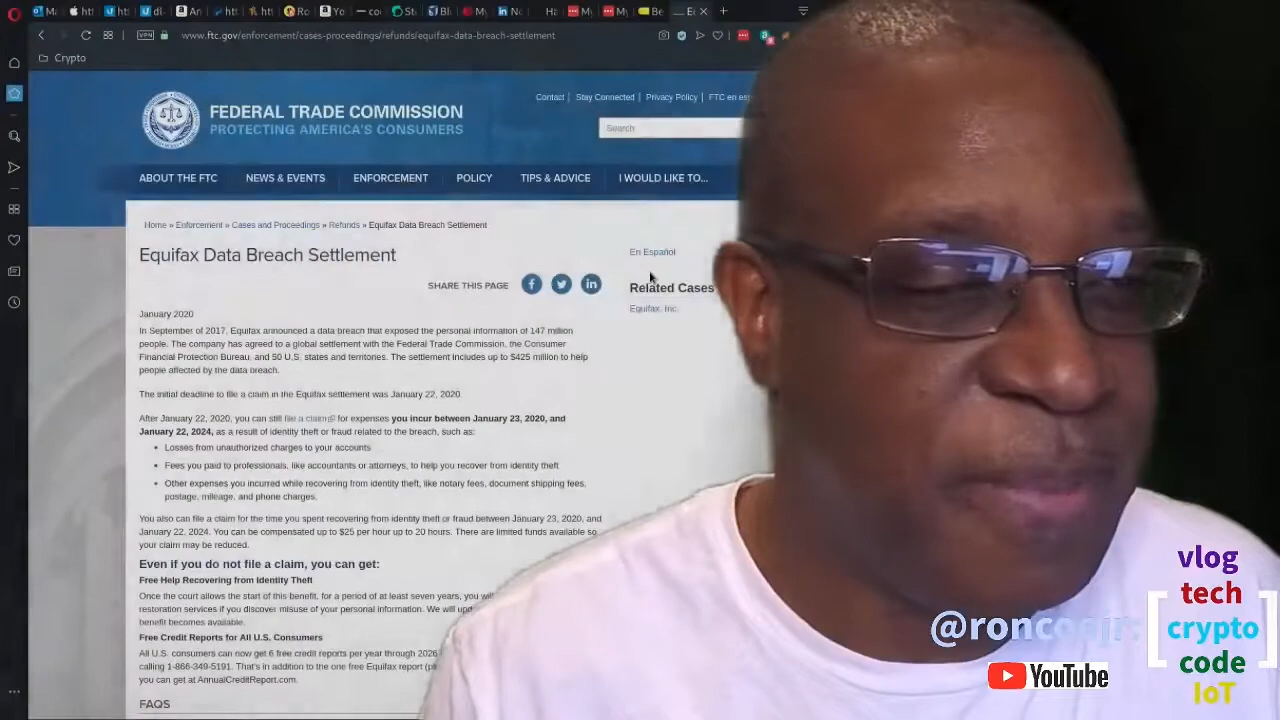 www.ftc.gov/enforcement/cases-proceedings/refunds/equifax-data-breach-settlement
VPN
Crypto
Contact | Stay Connected | Privacy Policy | FTC en
FEDERAL TRADE COMMISSION
PROTECTING AMERICA'S CONSUMERS
Search
ABOUT THE FTC NEWS & EVENTS ENFORCEMENT POLICY TIPS & ADVICE I WOULD LIKE TO...
Home » Enforcement » Cases and Proceedings » Refunds » Equifax Data Breach Settlement
Equifax Data Breach Settlement
En Español
SHARE THIS PAGE
Related Cases
Equifax, Inc.
January 2020
In September of 2017, Equifax announced a data breach that exposed the personal information of 147 million
people. The company has agreed to a global settlement with the Federal Trade Commission, the Consumer
Financial Protection Bureau, and 50 U.S. states and territories. The settlement includes up to $425 million to help
people affected by the data breach.
The initial deadline to file a claim in the Equifax settlement was January 22, 2020.
After January 22, 2020, you can still file a claim for expenses you incur between January 23, 2020, and
January 22, 2024, as a result of identity theft or fraud related to the breach, such as:
• Losses from unauthorized charges to your accounts
• Fees you paid to professionals, like accountants or attorneys, to help you recover from identity theft
• Other expenses you incurred while recovering from identity theft, like notary fees, document shipping fees,
postage, mileage, and phone charges.
You also can file a claim for the time you spent recovering from identity theft or fraud between January 23, 2020, and
January 22, 2024. You can be compensated up to $25 per hour up to 20 hours. There are limited funds available so
your claim may be reduced.
Even if you do not file a claim, you can get:
Free Help Recovering from Identity Theft
Once the court allows the start of this benefit, for a period of at least seven years, you
restoration services if you discover misuse of your personal information. We will
benefit becomes available.
Free Credit Reports for All U.S. Consumers
All U.S. consumers can now get 6 free credit reports per year through 2026
calling 1-866-349-5191. That's in addition to the one free Equifax report
you can get at AnnualCreditReport.com.
FAQS
vlog
tech
crypto
code
IoT
YouTube